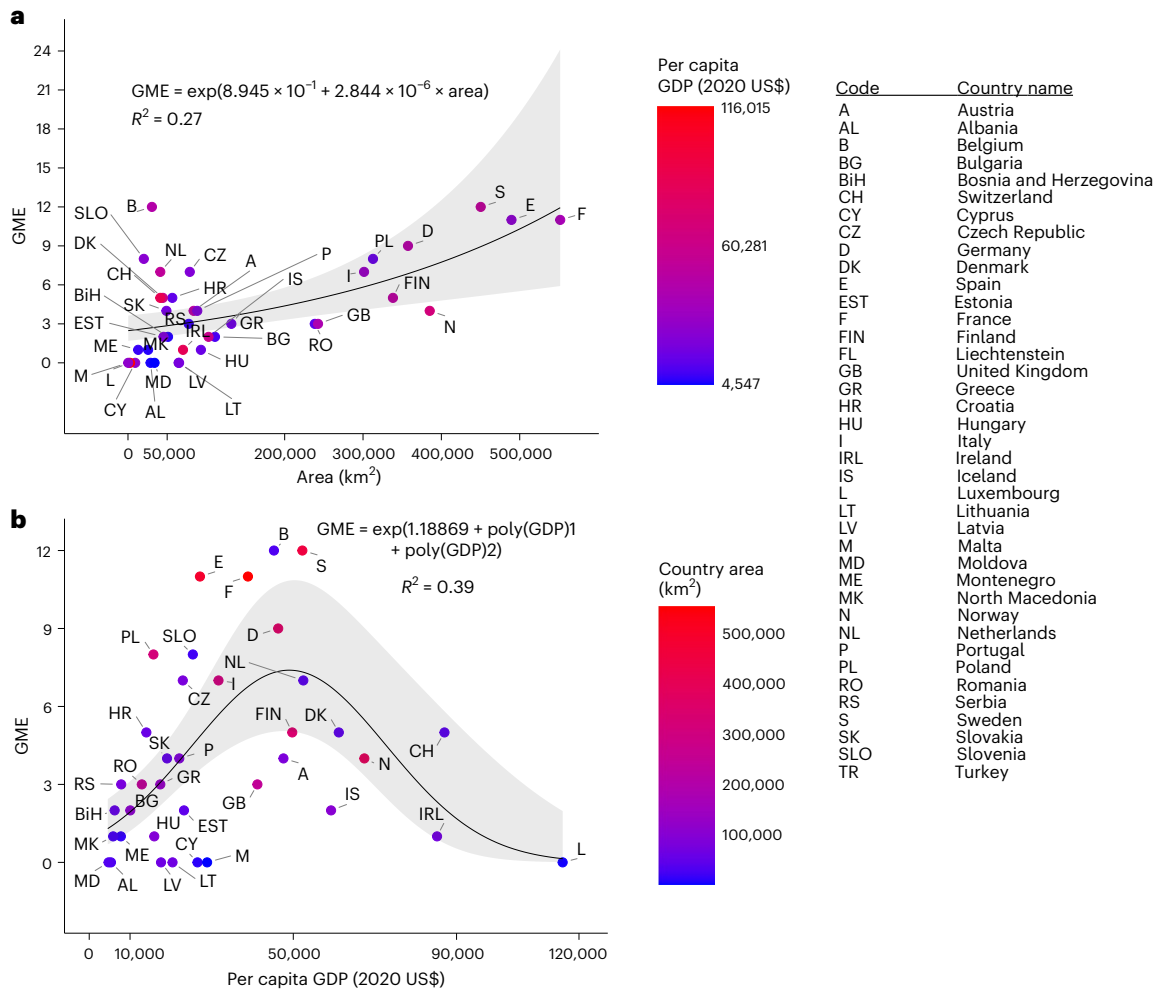 a
24
21
18
15
12
9
6
3
0
GME
GME = exp(8.945 × 10⁻¹ + 2.844 × 10⁻⁶ × area)
R² = 0.27
B
S
E
F
SLO
DK
NL
CZ
A
P
PL
D
CH
HR
IS
I
FIN
BiH
SK
RS
EST
IRL
GR
GB
N
ME
MK
BG
RO
HU
M
L
MD
LV
CY
AL
LT
0
50,000
200,000
300,000
400,000
500,000
Area (km²)
Per capita
GDP (2020 US$)
116,015
60,281
4,547
b
12
9
6
3
0
GME
GME = exp(1.18869 + poly(GDP)1
+ poly(GDP)2)
R² = 0.39
B
S
E
F
D
PL
SLO
NL
CZ
I
HR
FIN
DK
CH
SK
P
N
RO
GR
A
RS
BG
GB
IS
BiH
HU
EST
IRL
MK
ME
CY
M
L
MD
AL
LV
LT
0
10,000
50,000
90,000
120,000
Per capita GDP (2020 US$)
Country area
(km²)
500,000
400,000
300,000
200,000
100,000
Code Country name
A Austria
AL Albania
B Belgium
BG Bulgaria
BiH Bosnia and Herzegovina
CH Switzerland
CY Cyprus
CZ Czech Republic
D Germany
DK Denmark
E Spain
EST Estonia
F France
FIN Finland
FL Liechtenstein
GB United Kingdom
GR Greece
HR Croatia
HU Hungary
I Italy
IRL Ireland
IS Iceland
L Luxembourg
LT Lithuania
LV Latvia
M Malta
MD Moldova
ME Montenegro
MK North Macedonia
N Norway
NL Netherlands
P Portugal
PL Poland
RO Romania
RS Serbia
S Sweden
SK Slovakia
SLO Slovenia
TR Turkey